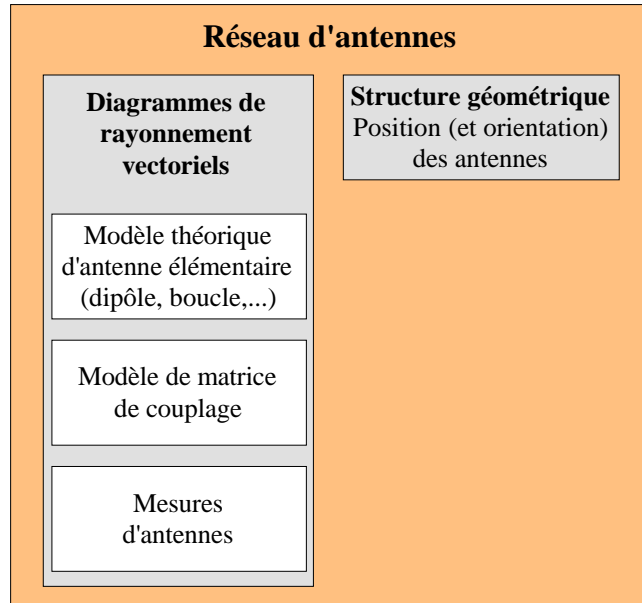 Réseau d'antennes
Diagrammes de
rayonnement
vectoriels
Modèle théorique
d'antenne élémentaire
(dipôle, boucle,...)
Modèle de matrice
de couplage
Mesures
d'antennes
Structure géométrique
Position (et orientation)
des antennes